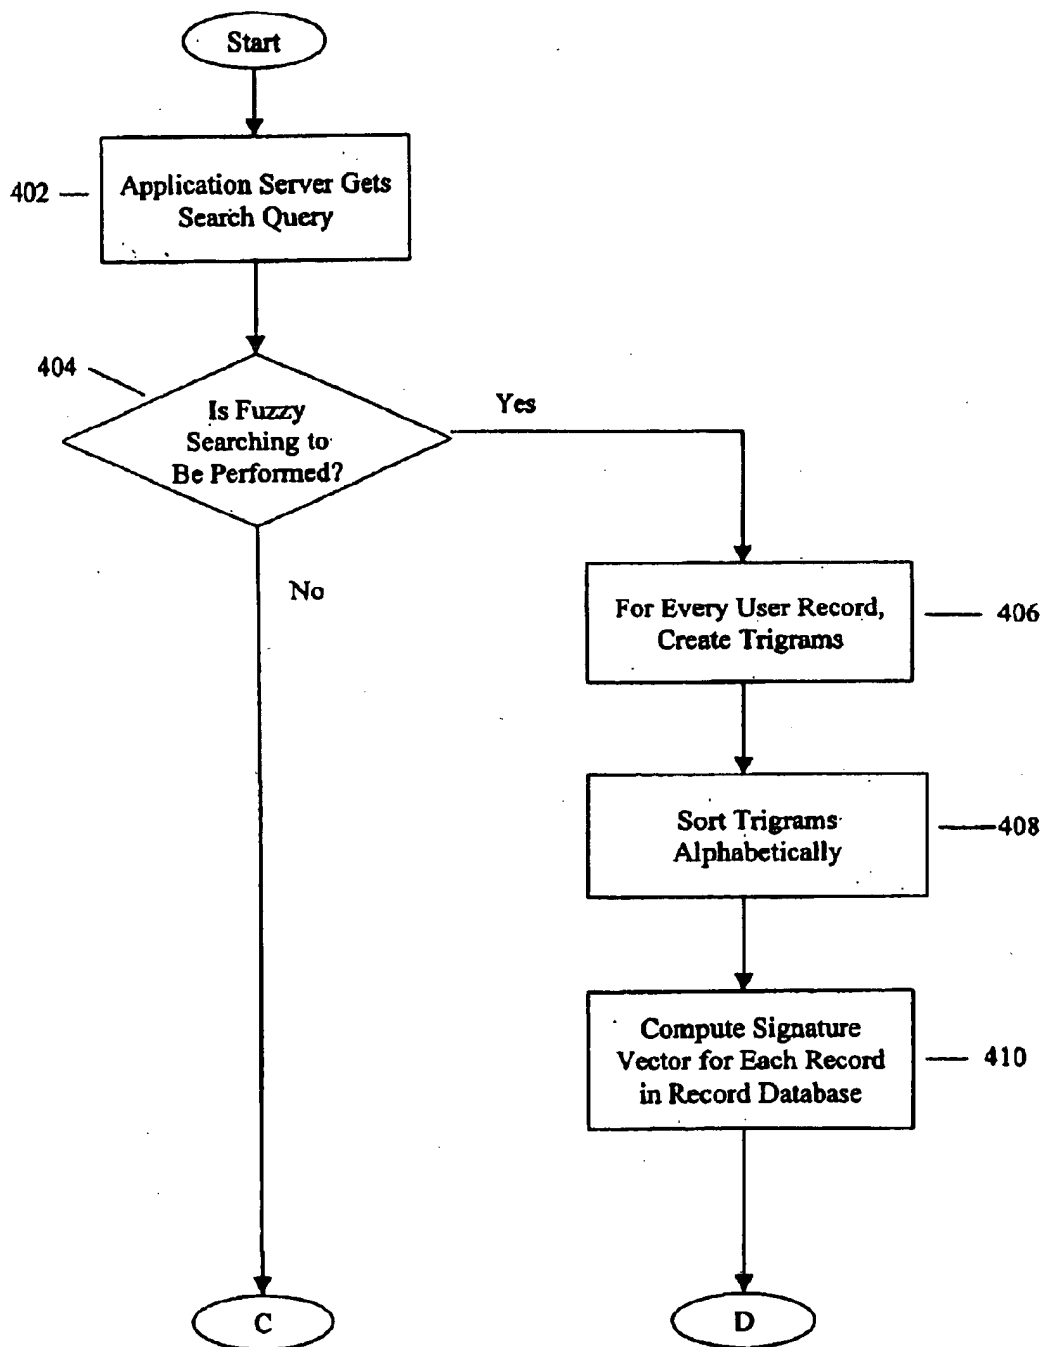 Start
402
Application Server Gets
Search Query
404
Is Fuzzy
Searching to
Be Performed?
Yes
No
For Every User Record,
Create Trigrams
406
Sort Trigrams
Alphabetically
408
Compute Signature
Vector for Each Record
in Record Database
410
C
D